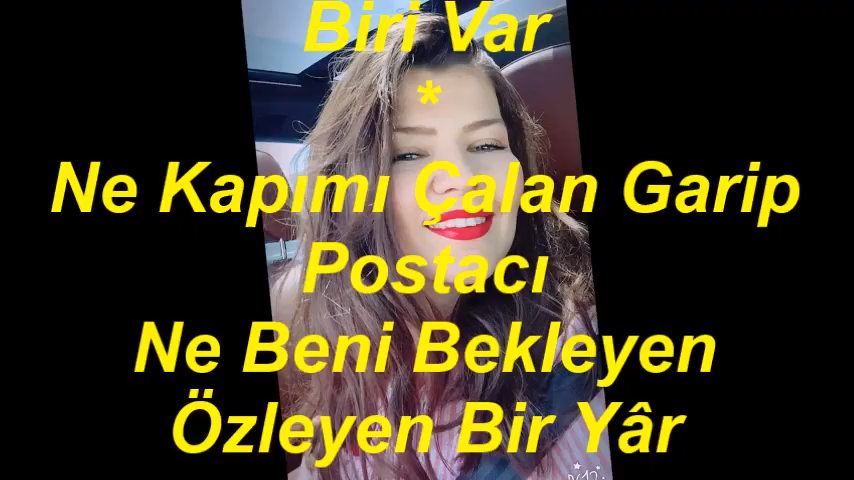 Biri Var
*
Ne Kapımı Çalan Garip
Postacı
Ne Beni Bekleyen
Özleyen Bir Yâr